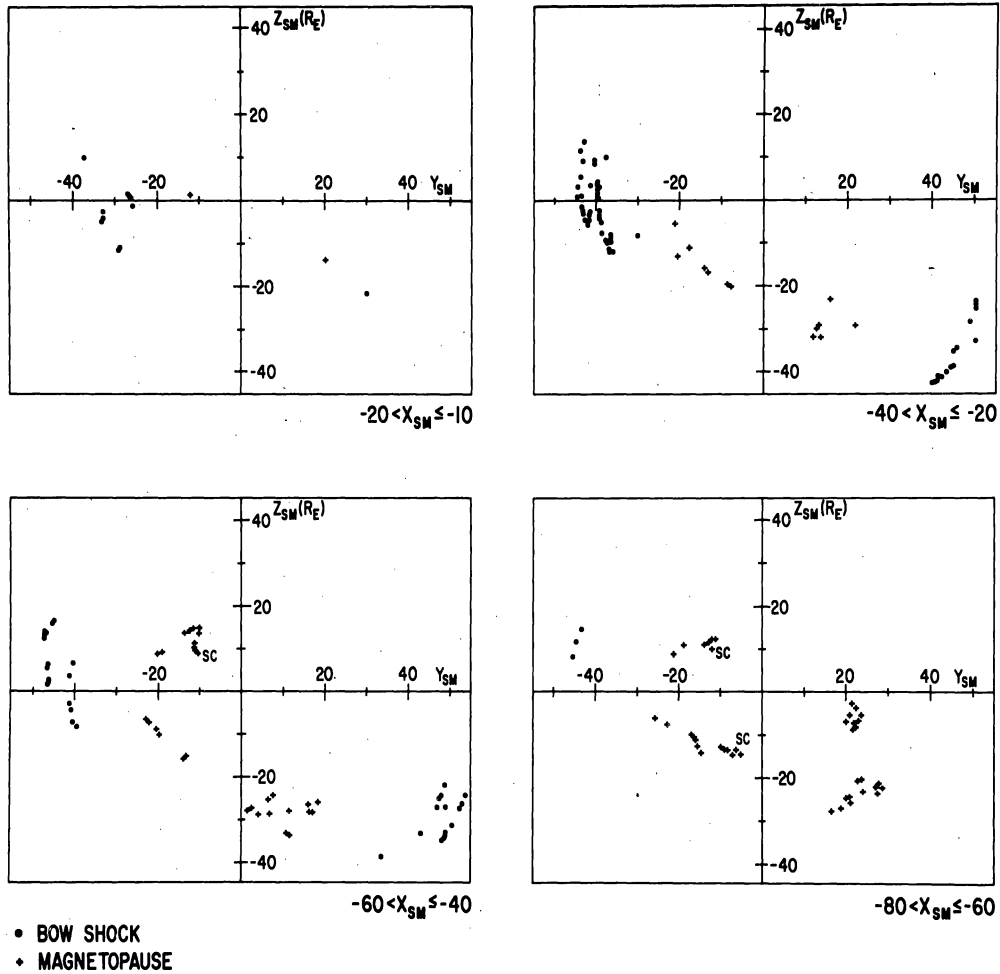 Z_SM(R_E)
40
20
-40 -20 20 40 Y_SM
-20
-40
-20<X_SM≤-10
Z_SM(R_E)
40
20
-20 20 40 Y_SM
-20
-40
-40<X_SM≤-20
Z_SM(R_E)
40
20
SC
-20 20 40 Y_SM
-20
-40
-60<X_SM≤-40
Z_SM(R_E)
40
20
SC
-40 -20 20 40 Y_SM
SC
-20
-40
-80<X_SM≤-60
• BOW SHOCK
+ MAGNETOPAUSE